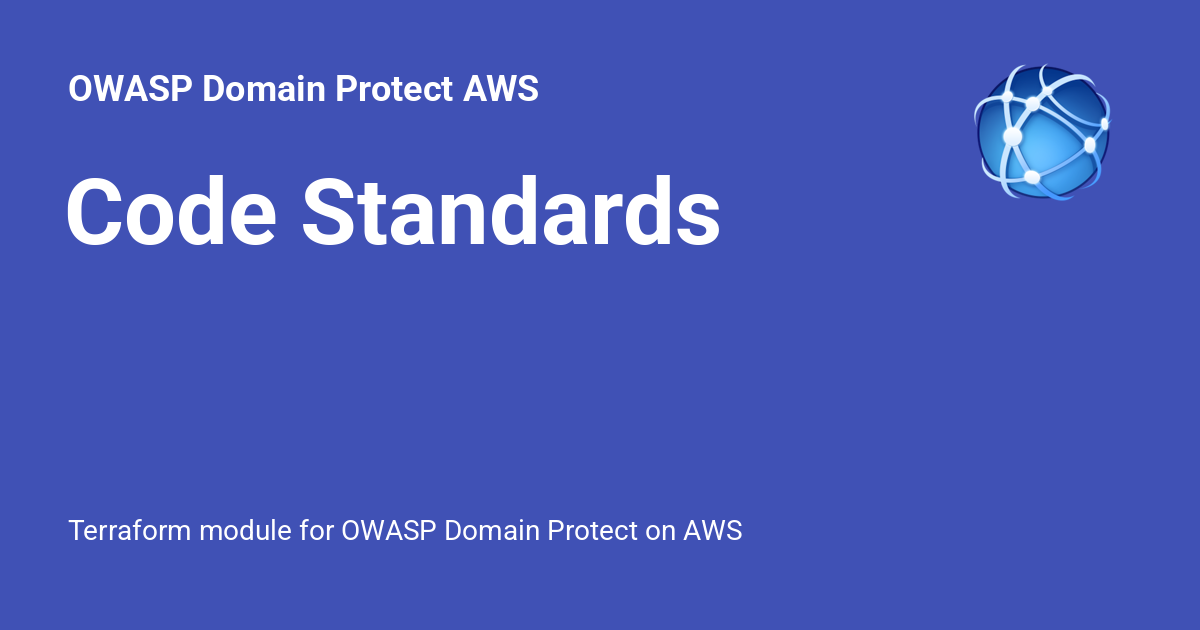 OWASP Domain Protect AWS
Code Standards
Terraform module for OWASP Domain Protect on AWS